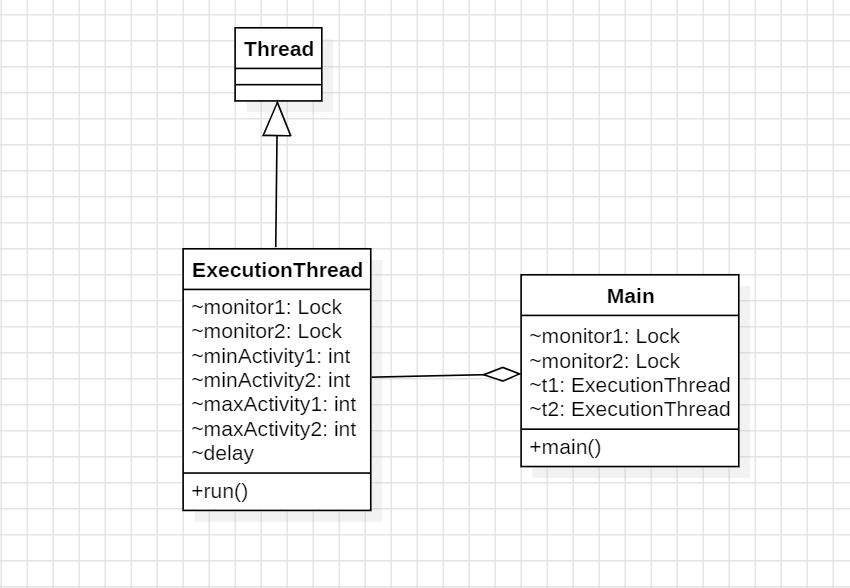 Thread
ExecutionThread
~monitor1: Lock
~monitor2: Lock
~minActivity1: int
~minActivity2: int
~maxActivity1: int
~maxActivity2: int
~delay
+run()
Main
~monitor1: Lock
~monitor2: Lock
~t1: ExecutionThread
~t2: ExecutionThread
+main()